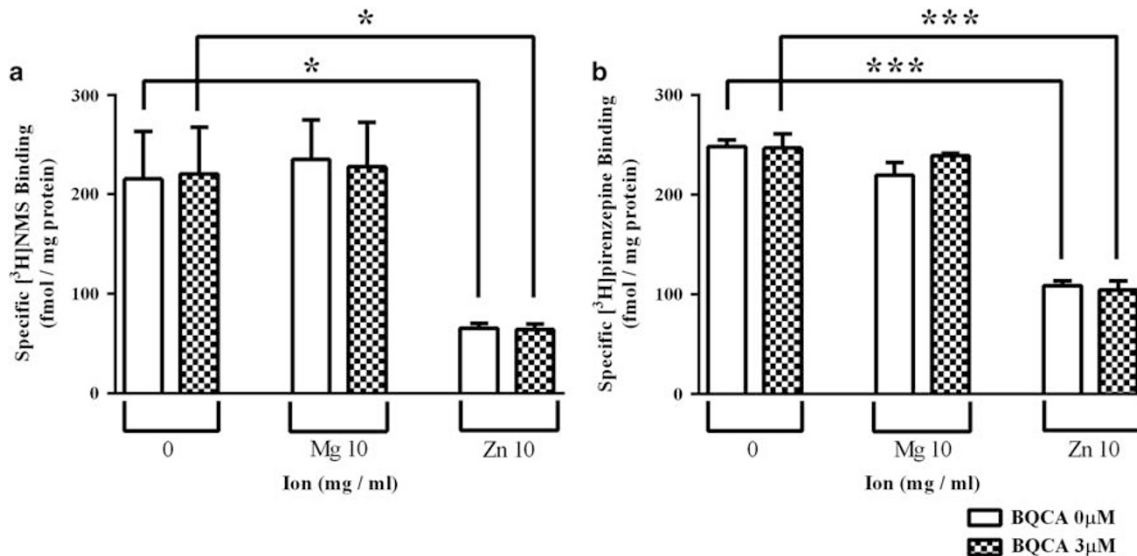 a
*
*
Specific [³H]NMS Binding
(fmol / mg protein)
300
200
100
0
0
Mg 10
Zn 10
Ion (mg / ml)
b
***
***
Specific [³H]pirenzepine Binding
(fmol / mg protein)
300
200
100
0
0
Mg 10
Zn 10
Ion (mg / ml)
BQCA 0μM
BQCA 3μM